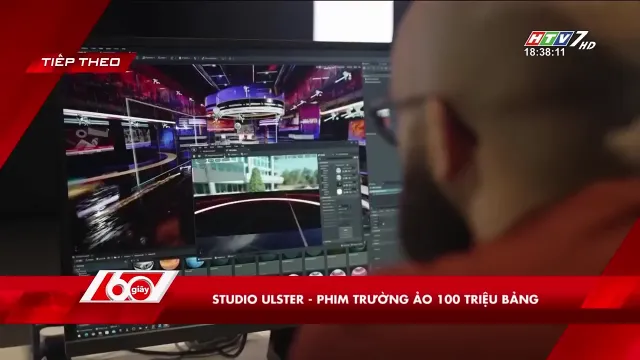 TIẾP THEO
HTV7 HD
18:38:11
60 giây
STUDIO ULSTER - PHIM TRƯỜNG ẢO 100 TRIỆU BẢNG